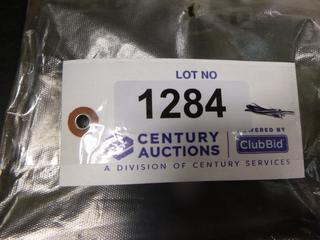 LOT NO
1284
CENTURY
AUCTIONS
POWERED BY
ClubBid
A DIVISION OF CENTURY SERVICES